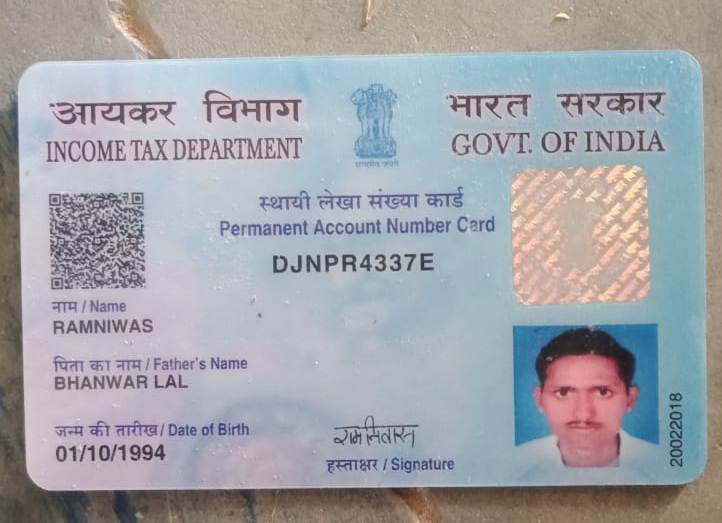 आयकर विभाग
INCOME TAX DEPARTMENT
सत्यमेव जयते
भारत सरकार
GOVT. OF INDIA
स्थायी लेखा संख्या कार्ड
Permanent Account Number Card
DJNPR4337E
नाम / Name
RAMNIWAS
पिता का नाम / Father's Name
BHANWAR LAL
जन्म की तारीख / Date of Birth
01/10/1994
रामनिवास
हस्ताक्षर / Signature
20022018